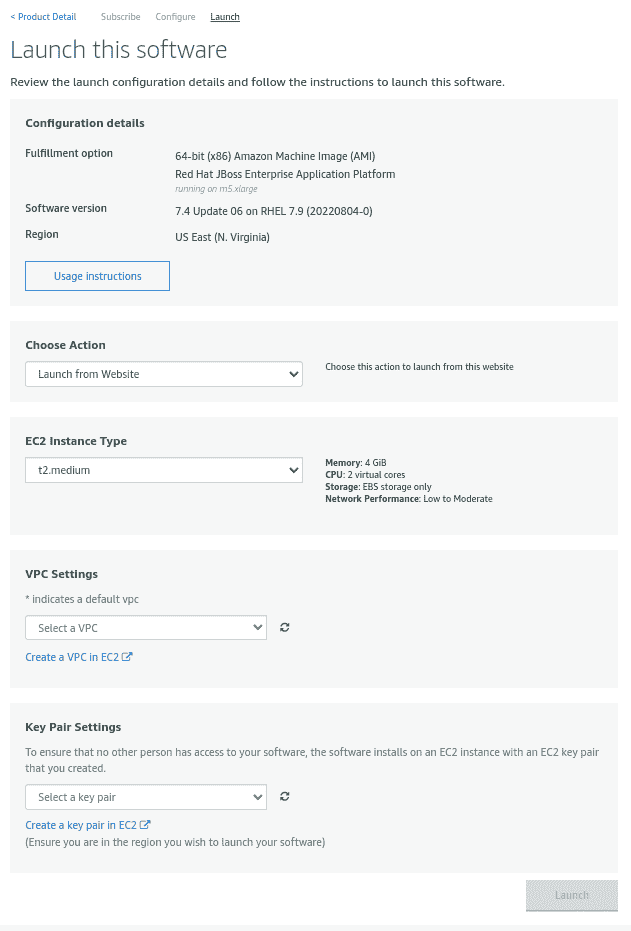 < Product Detail Subscribe Configure Launch
Launch this software
Review the launch configuration details and follow the instructions to launch this software.
Configuration details
Fulfillment option
64-bit (x86) Amazon Machine Image (AMI)
Red Hat JBoss Enterprise Application Platform
running on m5.xlarge
Software version
7.4 Update 06 on RHEL 7.9 (20220804-0)
Region
US East (N. Virginia)
Usage instructions
Choose Action
Launch from Website
Choose this action to launch from this website
EC2 Instance Type
t2.medium
Memory: 4 GiB
CPU: 2 virtual cores
Storage: EBS storage only
Network Performance: Low to Moderate
VPC Settings
* indicates a default vpc
Select a VPC
Create a VPC in EC2
Key Pair Settings
To ensure that no other person has access to your software, the software installs on an EC2 instance with an EC2 key pair
that you created.
Select a key pair
Create a key pair in EC2
(Ensure you are in the region you wish to launch your software)
Launch